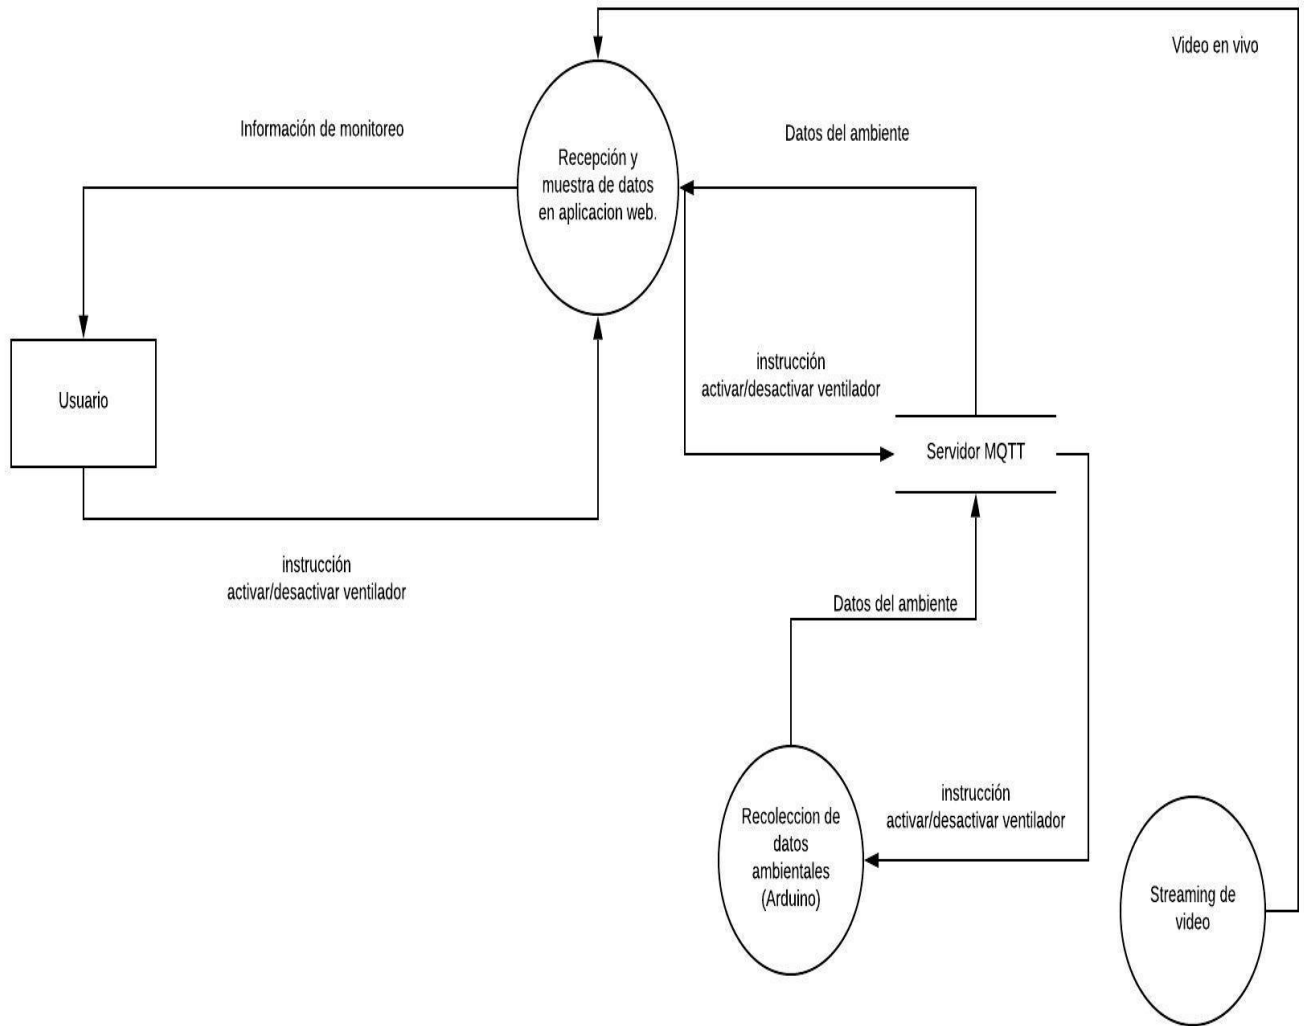 Video en vivo
Información de monitoreo
Datos del ambiente
Recepción y
muestra de datos
en aplicacion web.
instrucción
activar/desactivar ventilador
Usuario
Servidor MQTT
instrucción
activar/desactivar ventilador
Datos del ambiente
instrucción
activar/desactivar ventilador
Recoleccion de
datos
ambientales
(Arduino)
Streaming de
video